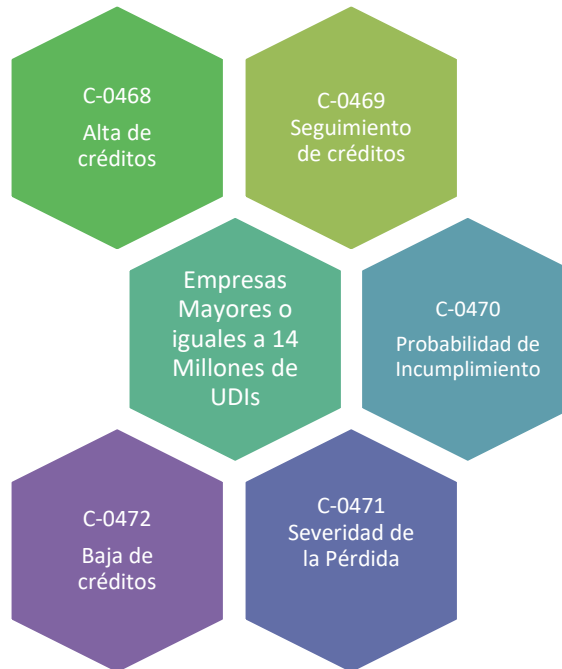 C-0468
Alta de
créditos
C-0469
Seguimiento
de créditos
Empresas
Mayores o
iguales a 14
Millones de
UDIs
C-0470
Probabilidad de
Incumplimiento
C-0472
Baja de
créditos
C-0471
Severidad de
la Pérdida